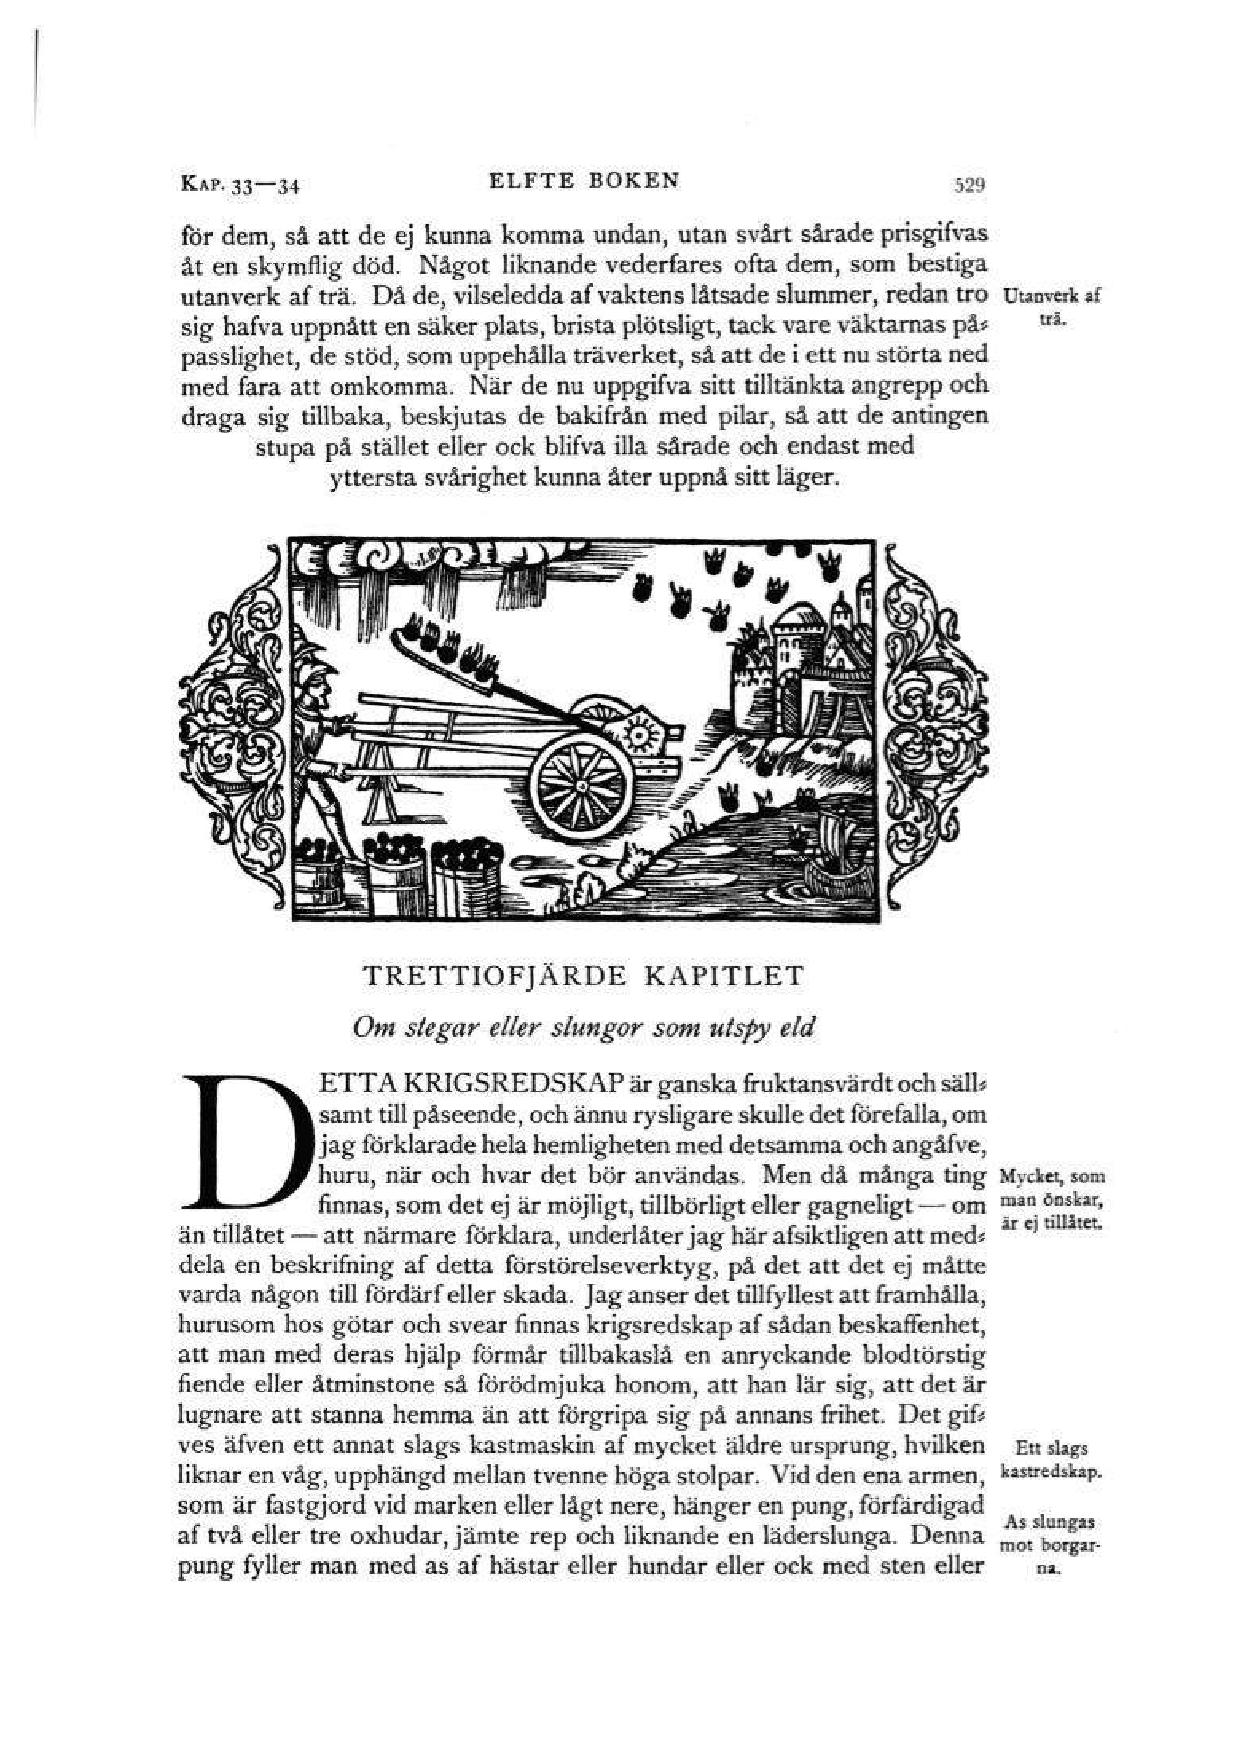 KAP. 33—34 ELFTE BOKEN 529
för dem, så att de ej kunna komma undan, utan svårt sårade prisgifvas
åt en skymflig död. Något liknande vederfares ofta dem, som bestiga
utanverk af trä. Då de, vilseledda af vaktens låtsade slummer, redan tro
Utanverk af
trä.
sig hafva uppnått en säker plats, brista plötsligt, tack vare väktarnas på-
passlighet, de stöd, som uppehålla träverket, så att de i ett nu störta ned
med fara att omkomma. När de nu uppgifva sitt tilltänkta angrepp och
draga sig tillbaka, beskjutas de bakifrån med pilar, så att de antingen
stupa på stället eller ock blifva illa sårade och endast med
yttersta svårighet kunna åter uppnå sitt läger.
TRETTIOFJÄRDE KAPITLET
Om stegar eller slungor som utspy eld
DETTA KRIGSREDSKAP är ganska fruktansvärdt och säll-
samt till påseende, och ännu rysligare skulle det förefalla, om
jag förklarade hela hemligheten med detsamma och angåfve,
huru, när och hvar det bör användas. Men då många ting
finnas, som det ej är möjligt, tillbörligt eller gagneligt — om
Mycket, som
man önskar,
är ej tillåtet.
än tillåtet — att närmare förklara, underlåter jag här afsiktligen att med-
dela en beskrifning af detta förstörelseverktyg, på det att det ej måtte
varda någon till fördärf eller skada. Jag anser det tillfyllest att framhålla,
hurusom hos götar och svear finnas krigsredskap af sådan beskaffenhet,
att man med deras hjälp förmår tillbakaslå en anryckande blodtörstig
fiende eller åtminstone så förödmjuka honom, att han lär sig, att det är
lugnare att stanna hemma än att förgripa sig på annans frihet. Det gif-
ves äfven ett annat slags kastmaskin af mycket äldre ursprung, hvilken
liknar en våg, upphängd mellan tvenne höga stolpar. Vid den ena armen,
Ett slags
kastredskap.
som är fastgjord vid marken eller lågt nere, hänger en pung, förfärdigad
af två eller tre oxhudar, jämte rep och liknande en läderslunga. Denna
pung fyller man med as af hästar eller hundar eller ock med sten eller
As slungas
mot borgar-
na.